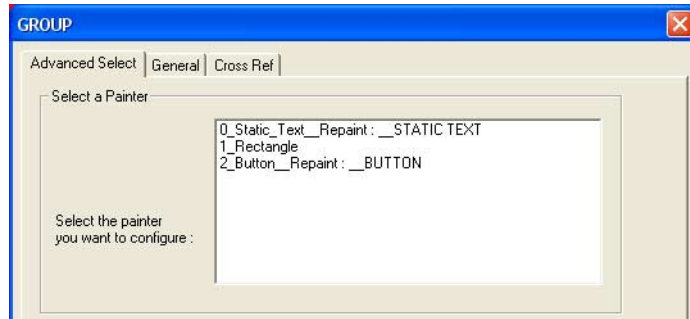 GROUP
Advanced Select General Cross Ref
Select a Painter
0_Static_Text__Repaint : __STATIC TEXT
1_Rectangle
2_Button__Repaint : __BUTTON
Select the painter
you want to configure :